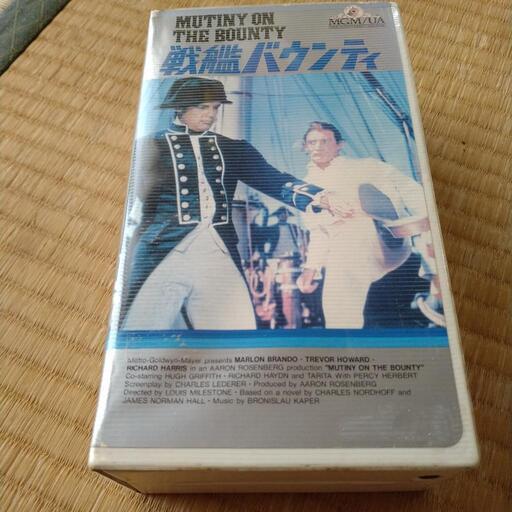 MUTINY ON
THE BOUNTY
MGM/UA
戦艦バウンティ
Metro-Goldwyn-Mayer presents MARLON BRANDO · TREVOR HOWARD ·
RICHARD HARRIS in an AARON ROSENBERG production "MUTINY ON THE BOUNTY"
Co-starring HUGH GRIFFITH · RICHARD HAYDN and TARITA With PERCY HERBERT
Screenplay by CHARLES LEDERER · Produced by AARON ROSENBERG
Directed by LOUIS MILESTONE · Based on a novel by CHARLES NORDHOFF and
JAMES NORMAN HALL · Music by BRONISLAU KAPER